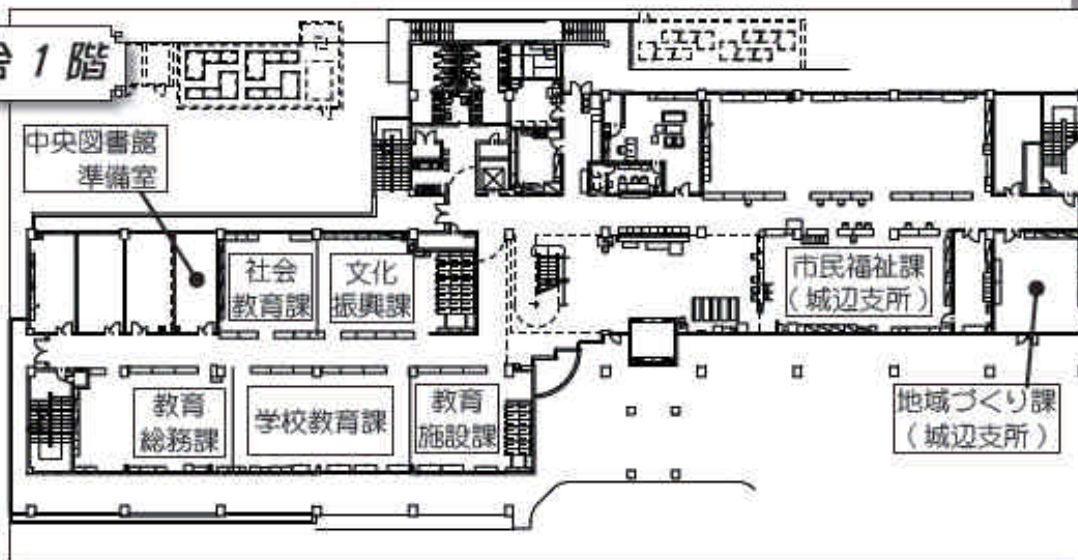 舎 1 階
中央図書館
準備室
社会
教育課
文化
振興課
市民福祉課
（城辺支所）
教育
総務課
学校教育課
教育
施設課
地域づくり課
（城辺支所）